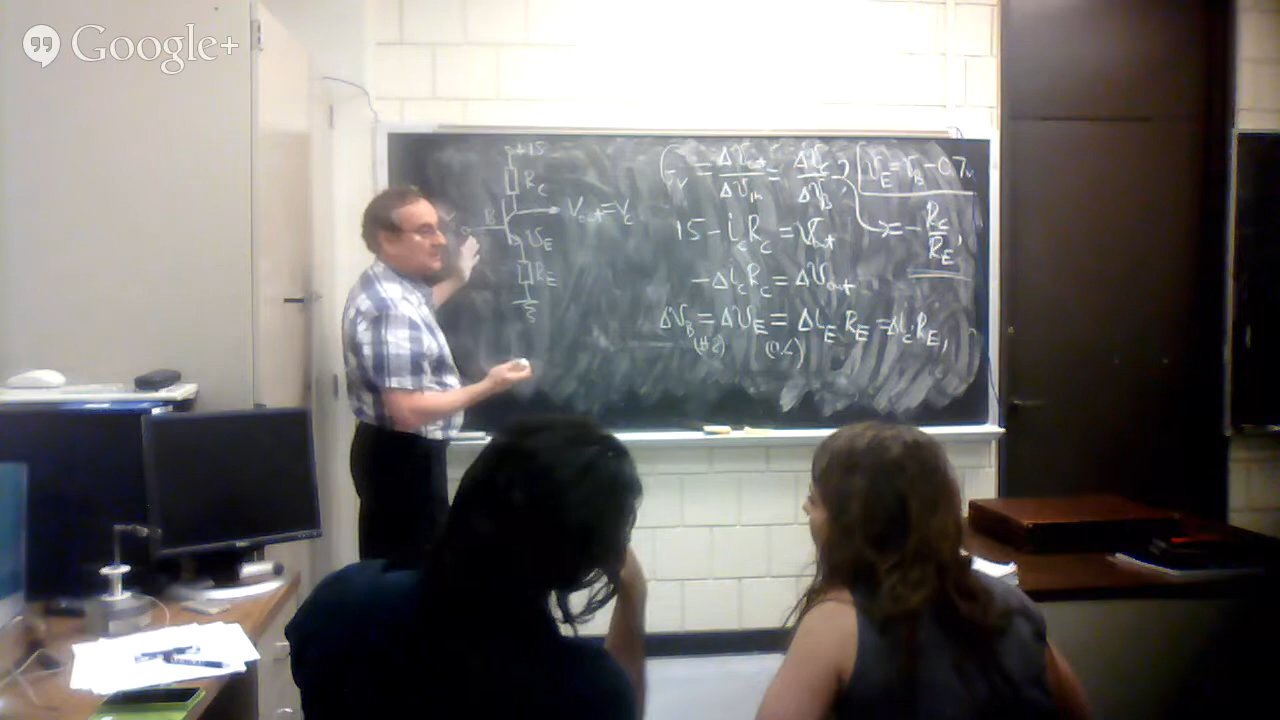 Google+
+15
R_C
B
V_out=V_C
V_E
R_E
G_V = ΔV_out/ΔV_in = ΔV_C/ΔV_B
V_E = V_B - 0.7v
15 - i_C R_C = V_out
= - R_C/R_E
- Δi_C R_C = ΔV_out
ΔV_B = ΔV_E = Δi_E R_E = Δi_C R_E